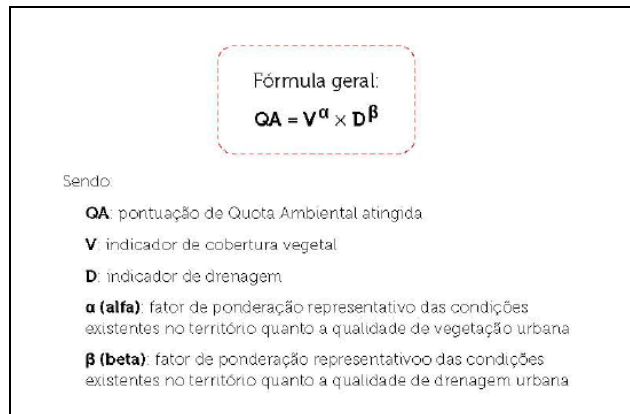 Fórmula geral:
QA = V^α × D^β
Sendo:
QA: pontuação de Quota Ambiental atingida
V: indicador de cobertura vegetal
D: indicador de drenagem
α (alfa): fator de ponderação representativo das condições
existentes no território quanto a qualidade de vegetação urbana
β (beta): fator de ponderação representativoo das condições
existentes no território quanto a qualidade de drenagem urbana